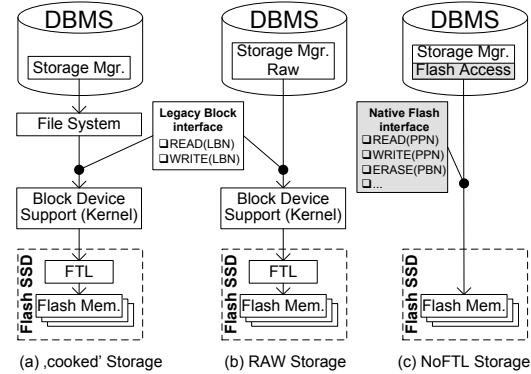 DBMS
Storage Mgr.
File System
Block Device
Support (Kernel)
Flash SSD
FTL
Flash Mem.
(a) ‚cooked’ Storage
Legacy Block
interface
❑READ(LBN)
❑WRITE(LBN)
DBMS
Storage Mgr.
Raw
Block Device
Support (Kernel)
Flash SSD
FTL
Flash Mem.
(b) RAW Storage
Native Flash
interface
❑READ(PPN)
❑WRITE(PPN)
❑ERASE(PBN)
❑...
DBMS
Storage Mgr.
Flash Access
Flash SSD
Flash Mem.
(c) NoFTL Storage